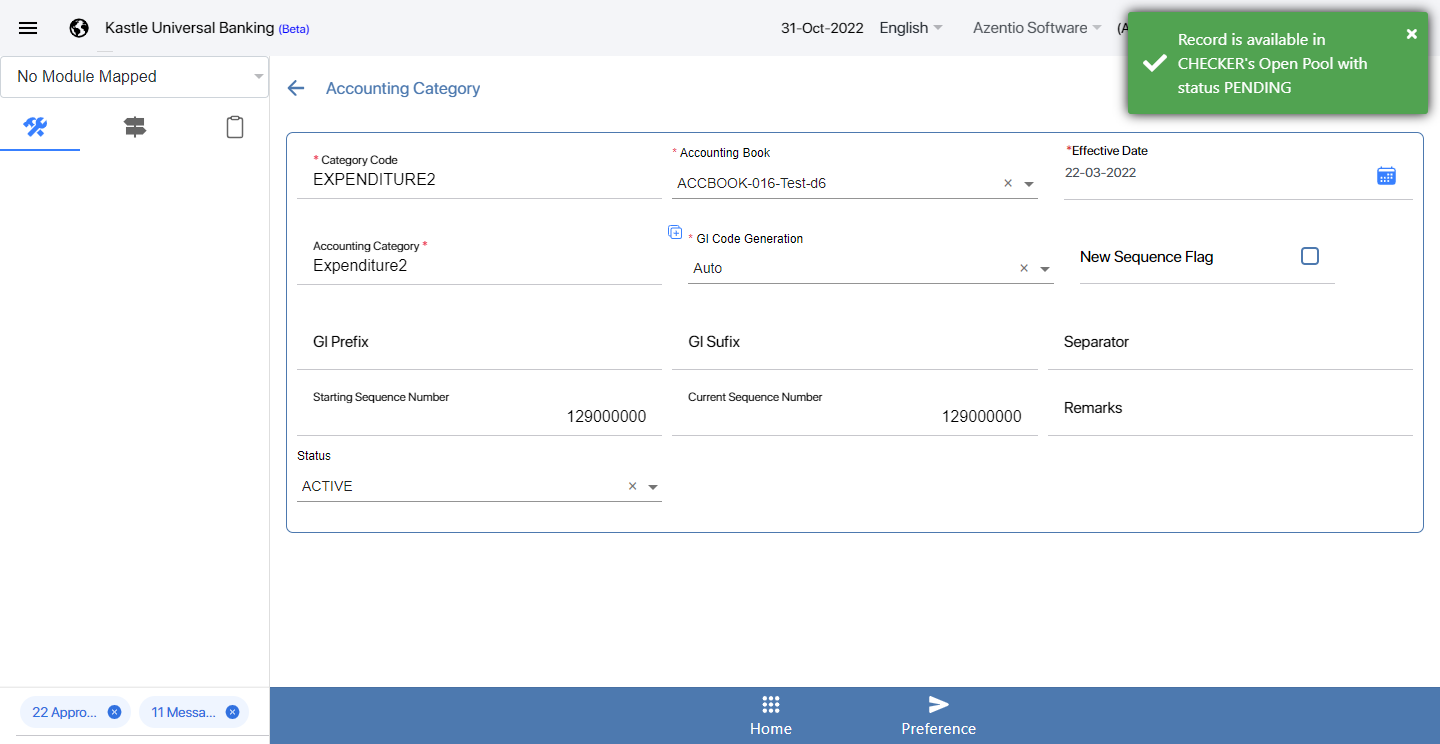 Kastle Universal Banking (Beta)
31-Oct-2022
English
Azentio Software
(A
Record is available in
CHECKER's Open Pool with
status PENDING
No Module Mapped
Accounting Category
* Category Code
EXPENDITURE2
* Accounting Book
ACCBOOK-016-Test-d6
*Effective Date
22-03-2022
Accounting Category *
Expenditure2
* Gl Code Generation
Auto
New Sequence Flag
Gl Prefix
Gl Sufix
Separator
Starting Sequence Number
129000000
Current Sequence Number
129000000
Remarks
Status
ACTIVE
22 Appro...
11 Messa...
Home
Preference